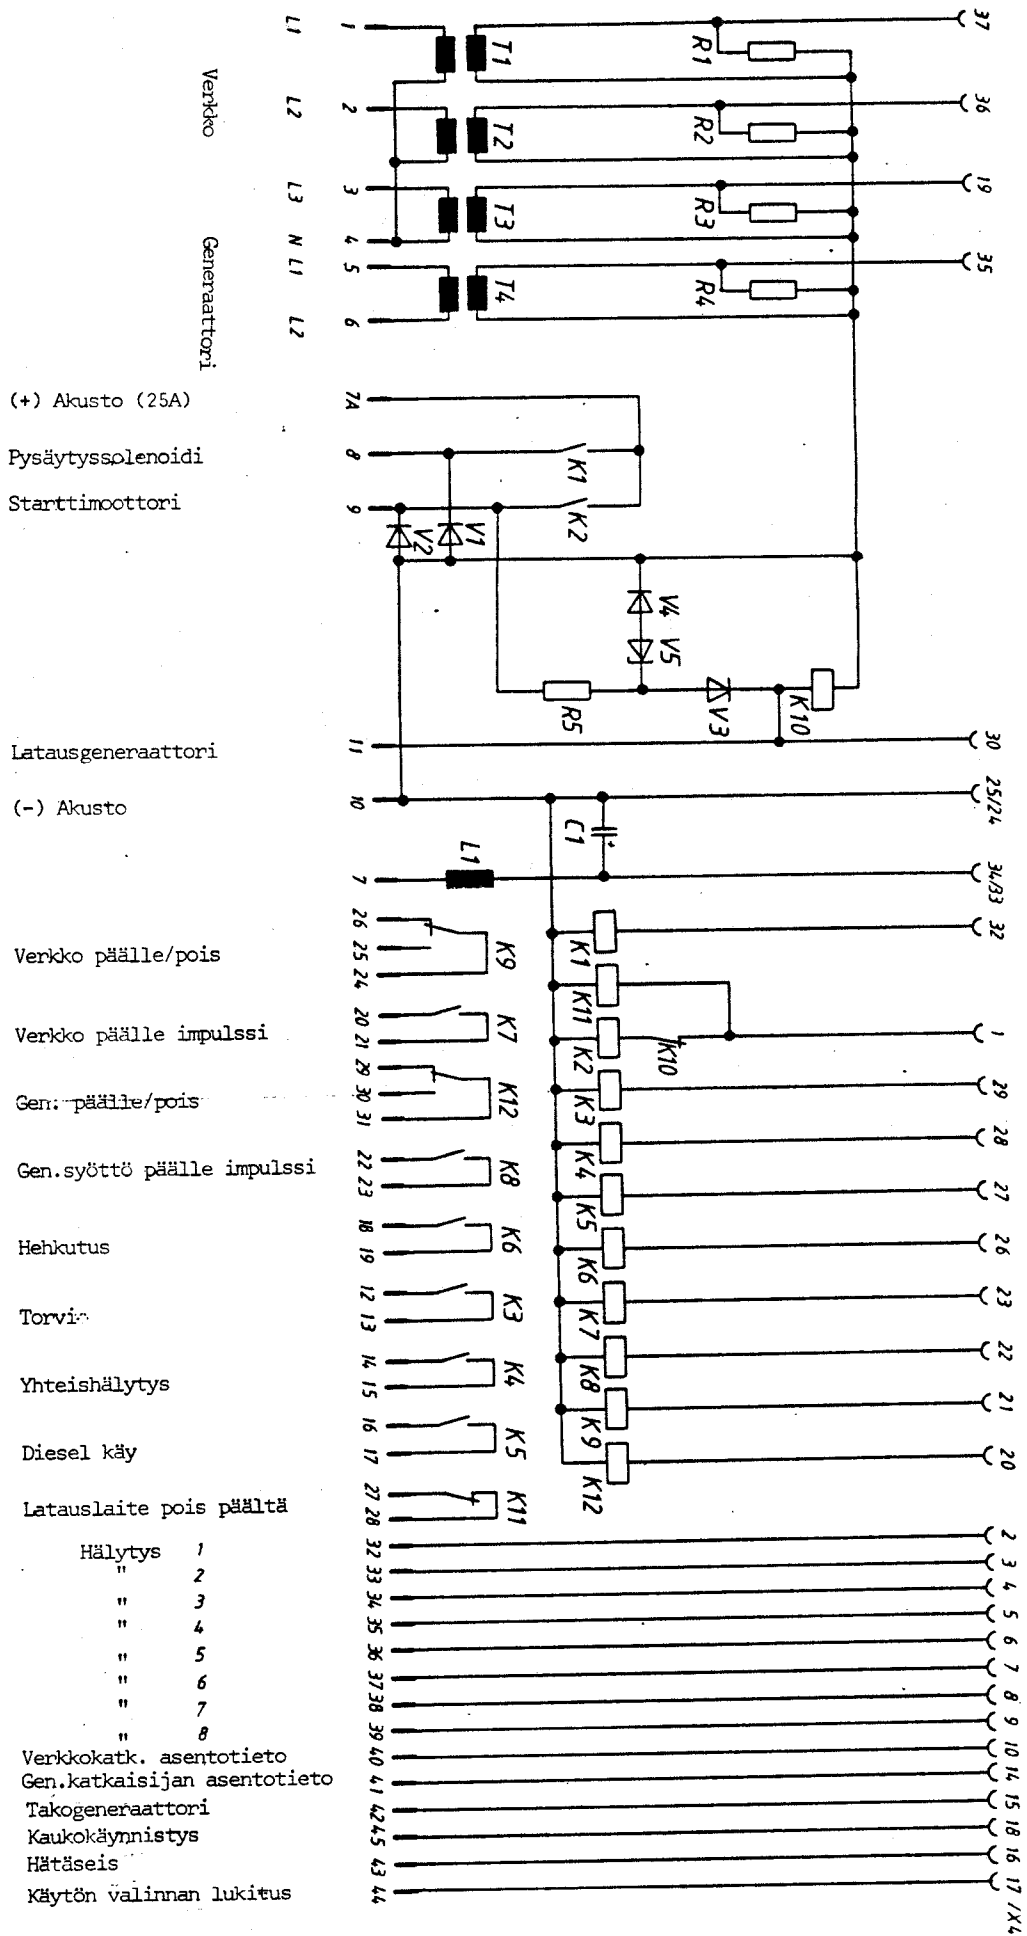 L1 1 T1 R1 37
Verkko
L2 2 T2 R2 36
L3 3 T3 R3 19
N 4
Generaattori
L1 5 T4 R4 35
L2 6
(+) Akusto (25A) 7A
Pysäytyssolenoidi 8 K1
Starttimoottori 9 K2
V2 V1
V4
V5
R5 V3 K10
Latausgeneraattori 11 30
(-) Akusto 10 25/24
C1
L1
7 34/33
26 K9 K1 32
Verkko päälle/pois 25
24 K11
20 K7
Verkko päälle impulssi 21 K2 K10 1
29 K12 K3 29
Gen. päälle/pois 30
31 K4 28
Gen.syöttö päälle impulssi 22 K8
23 K5 27
18 K6
Hehkutus 19 K6 26
12 K3 K7 23
Torvi 13
14 K4 K8 22
Yhteishälytys 15
16 K5 K9 21
Diesel käy 17 K12 20
27 K11
Latauslaite pois päältä 28
Hälytys 1 32 2
" 2 33 3
" 3 34 4
" 4 35 5
" 5 36 6
" 6 37 7
" 7 38 8
" 8 39 9
Verkkokatk. asentotieto 40 10
Gen.katkaisijan asentotieto 41 14
Takogeneraattori 42 15
Kaukokäynnistys 45 18
Hätäseis 43 16
Käytön valinnan lukitus 44 17 /X4